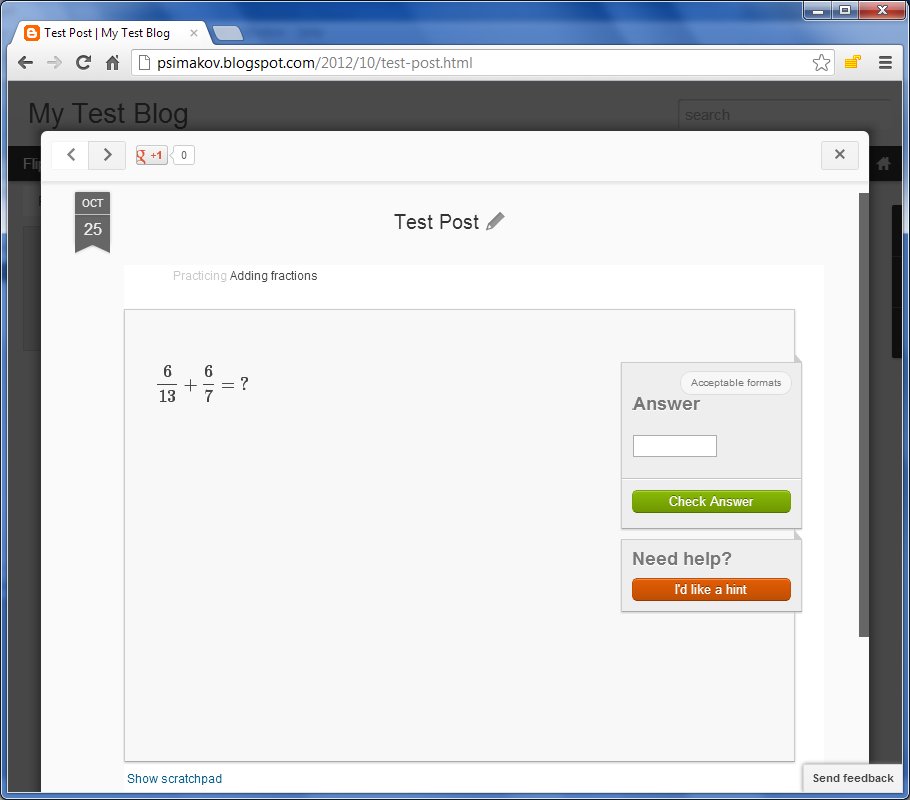 Test Post | My Test Blog
psimakov.blogspot.com/2012/10/test-post.html
My Test Blog
search
g +1 0
OCT
25
Test Post
Practicing Adding fractions
6/13 + 6/7 = ?
Acceptable formats
Answer
Check Answer
Need help?
I'd like a hint
Show scratchpad
Send feedback